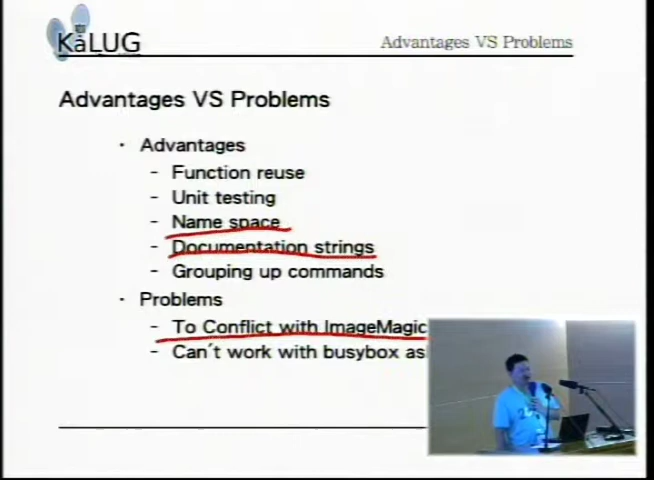 KaLUG
Advantages VS Problems
Advantages VS Problems
· Advantages
- Function reuse
- Unit testing
- Name space
- Documentation strings
- Grouping up commands
· Problems
- To Conflict with ImageMagic
- Can't work with busybox as